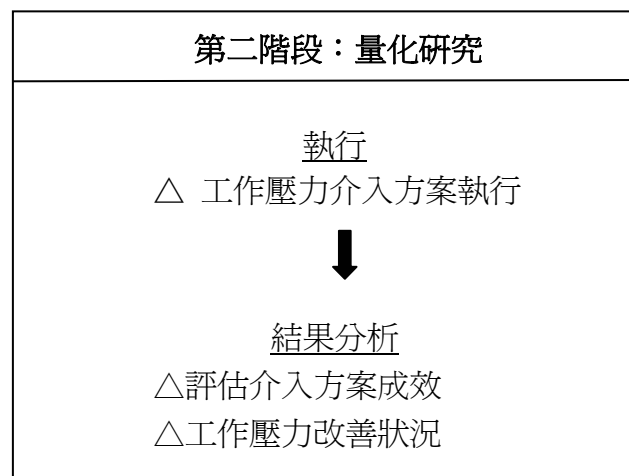 第二階段：量化研究
執行
△ 工作壓力介入方案執行
結果分析
△評估介入方案成效
△工作壓力改善狀況